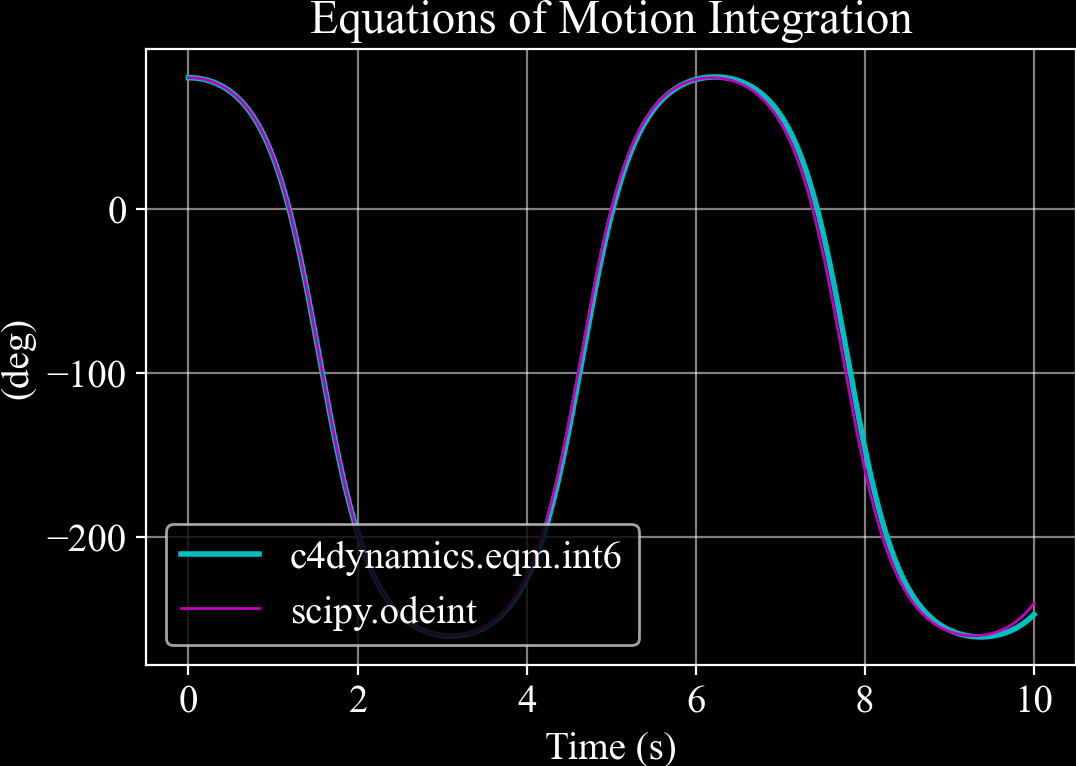 Equations of Motion Integration
(deg)
0
−100
−200
c4dynamics.eqm.int6
scipy.odeint
0 2 4 6 8 10
Time (s)